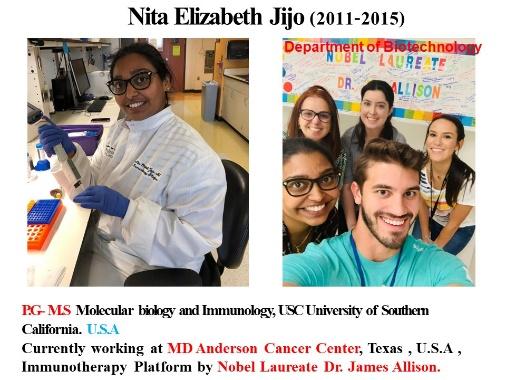 Nita Elizabeth Jijo (2011-2015)
Department of Biotechnology
NOBEL LAUREATE
DR. ALLISON
P.G- M.S Molecular biology and Immunology, USC University of Southern
California. U.S.A
Currently working at MD Anderson Cancer Center, Texas , U.S.A ,
Immunotherapy Platform by Nobel Laureate Dr. James Allison.